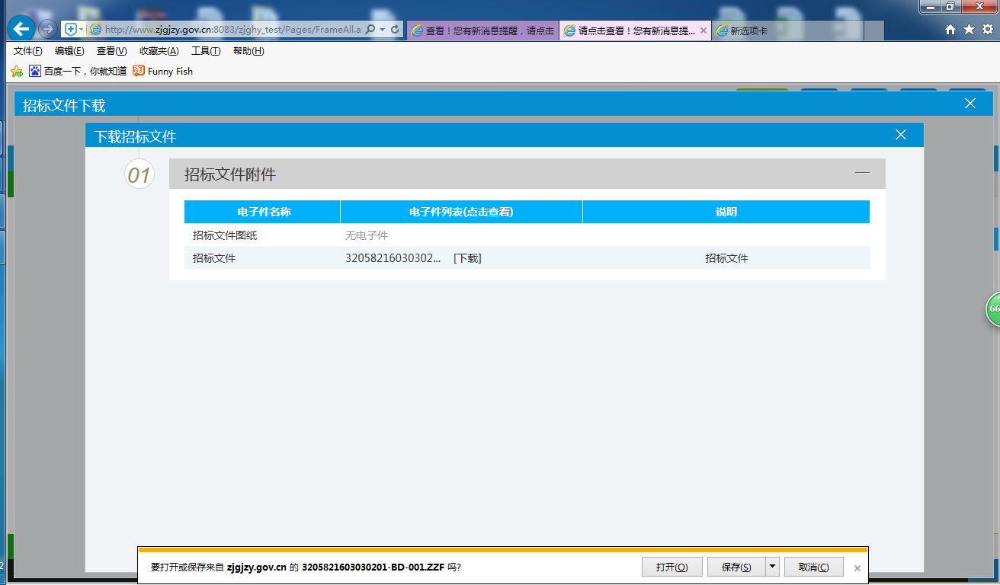 http://www.zjgjzy.gov.cn:8083/zjghy_test/Pages/FrameAll.a
查看！您有新消息提醒，请点击
请点击查看！您有新消息提...
新选项卡
文件(F) 编辑(E) 查看(V) 收藏夹(A) 工具(T) 帮助(H)
百度一下，你就知道 淘 Funny Fish
招标文件下载
下载招标文件
01 招标文件附件
电子件名称 电子件列表(点击查看) 说明
招标文件图纸 无电子件
招标文件 32058216030302... [下载] 招标文件
66
要打开或保存来自 zjgjzy.gov.cn 的 3205821603030201-BD-001.ZZF 吗?
打开(O) 保存(S) 取消(C)